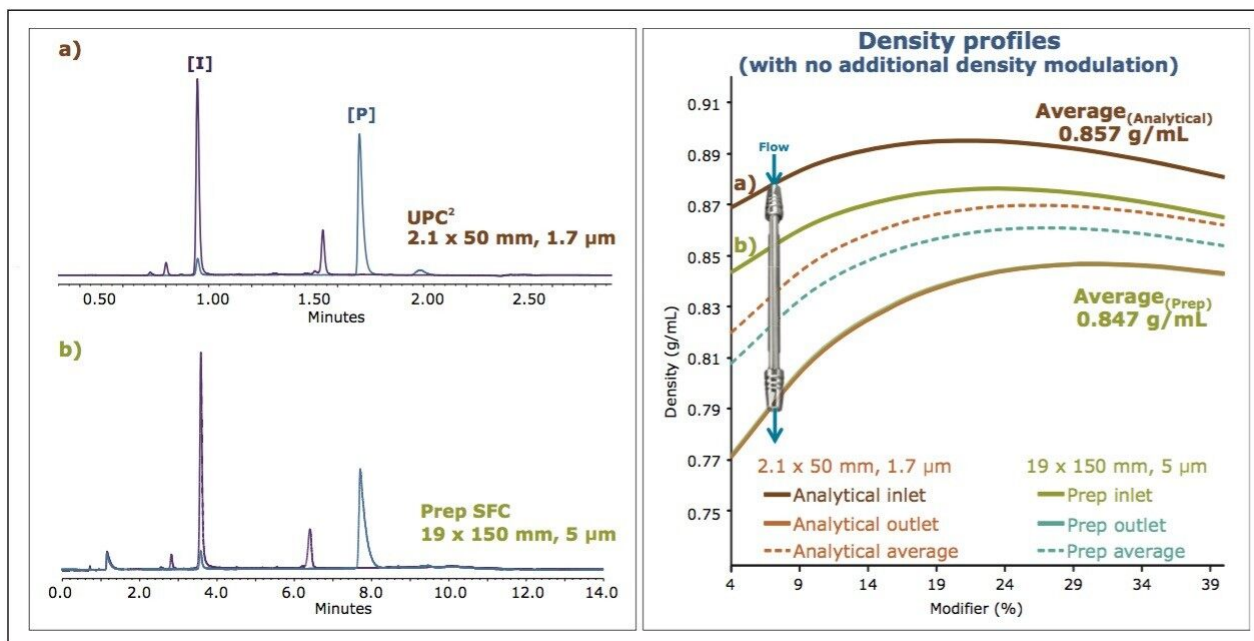 a)
[I]
[P]
UPC²
2.1 x 50 mm, 1.7 µm
0.50 1.00 1.50 2.00 2.50
Minutes
b)
Prep SFC
19 x 150 mm, 5 µm
0.0 2.0 4.0 6.0 8.0 10.0 12.0 14.0
Minutes
Density profiles
(with no additional density modulation)
0.91
0.89
0.87
0.85
0.83
0.81
0.79
0.77
0.75
Density (g/mL)
Average(Analytical)
0.857 g/mL
Flow
a)
b)
Average(Prep)
0.847 g/mL
2.1 x 50 mm, 1.7 µm
Analytical inlet
Analytical outlet
Analytical average
19 x 150 mm, 5 µm
Prep inlet
Prep outlet
Prep average
4 9 14 19 24 29 34 39
Modifier (%)